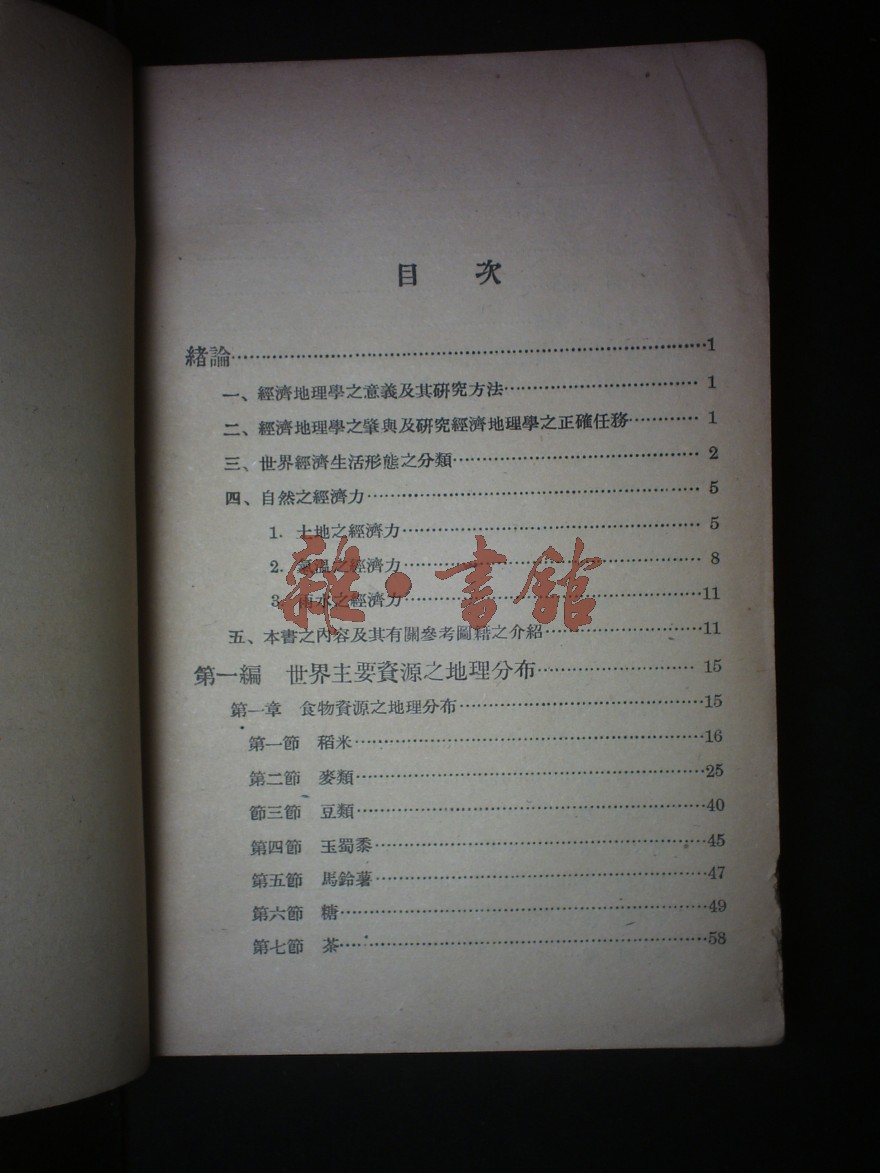 目 次
緒論……1
一、經濟地理學之意義及其研究方法……1
二、經濟地理學之肇興及研究經濟地理學之正確任務……1
三、世界經濟生活形態之分類……2
四、自然之經濟力……5
1. 土地之經濟力……5
2. 氣溫之經濟力……8
3. 雨水之經濟力……11
雜·書館
五、本書之內容及其有關參考圖籍之介紹……11
第一編 世界主要資源之地理分布……15
第一章 食物資源之地理分布……15
第一節 稻米……16
第二節 麥類……25
節三節 豆類……40
第四節 玉蜀黍……45
第五節 馬鈴薯……47
第六節 糖……49
第七節 茶……58